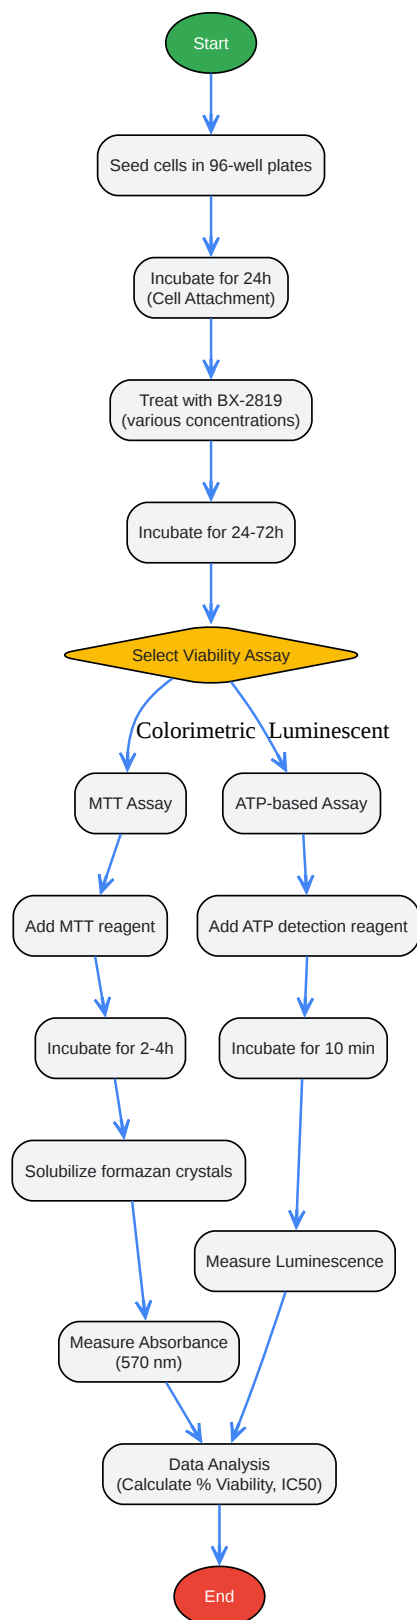 Start
Seed cells in 96-well plates
Incubate for 24h
(Cell Attachment)
Treat with BX-2819
(various concentrations)
Incubate for 24-72h
Select Viability Assay
Colorimetric
Luminescent
MTT Assay
ATP-based Assay
Add MTT reagent
Add ATP detection reagent
Incubate for 2-4h
Incubate for 10 min
Solubilize formazan crystals
Measure Luminescence
Measure Absorbance
(570 nm)
Data Analysis
(Calculate % Viability, IC50)
End